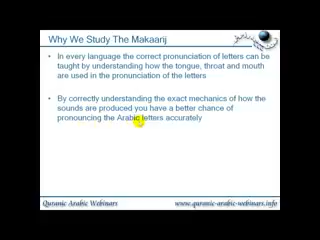 Why We Study The Makaarij
• In every language the correct pronunciation of letters can be
taught by understanding how the tongue, throat and mouth
are used in the pronunciation of the letters
• By correctly understanding the exact mechanics of how the
sounds are produced you have a better chance of
pronouncing the Arabic letters accurately
Quranic Arabic Webinars
www.quranic-arabic-webinars.info